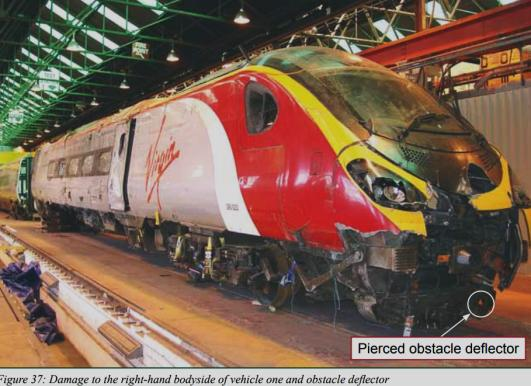 Virgin
Pierced obstacle deflector
Figure 37: Damage to the right-hand bodyside of vehicle one and obstacle deflector